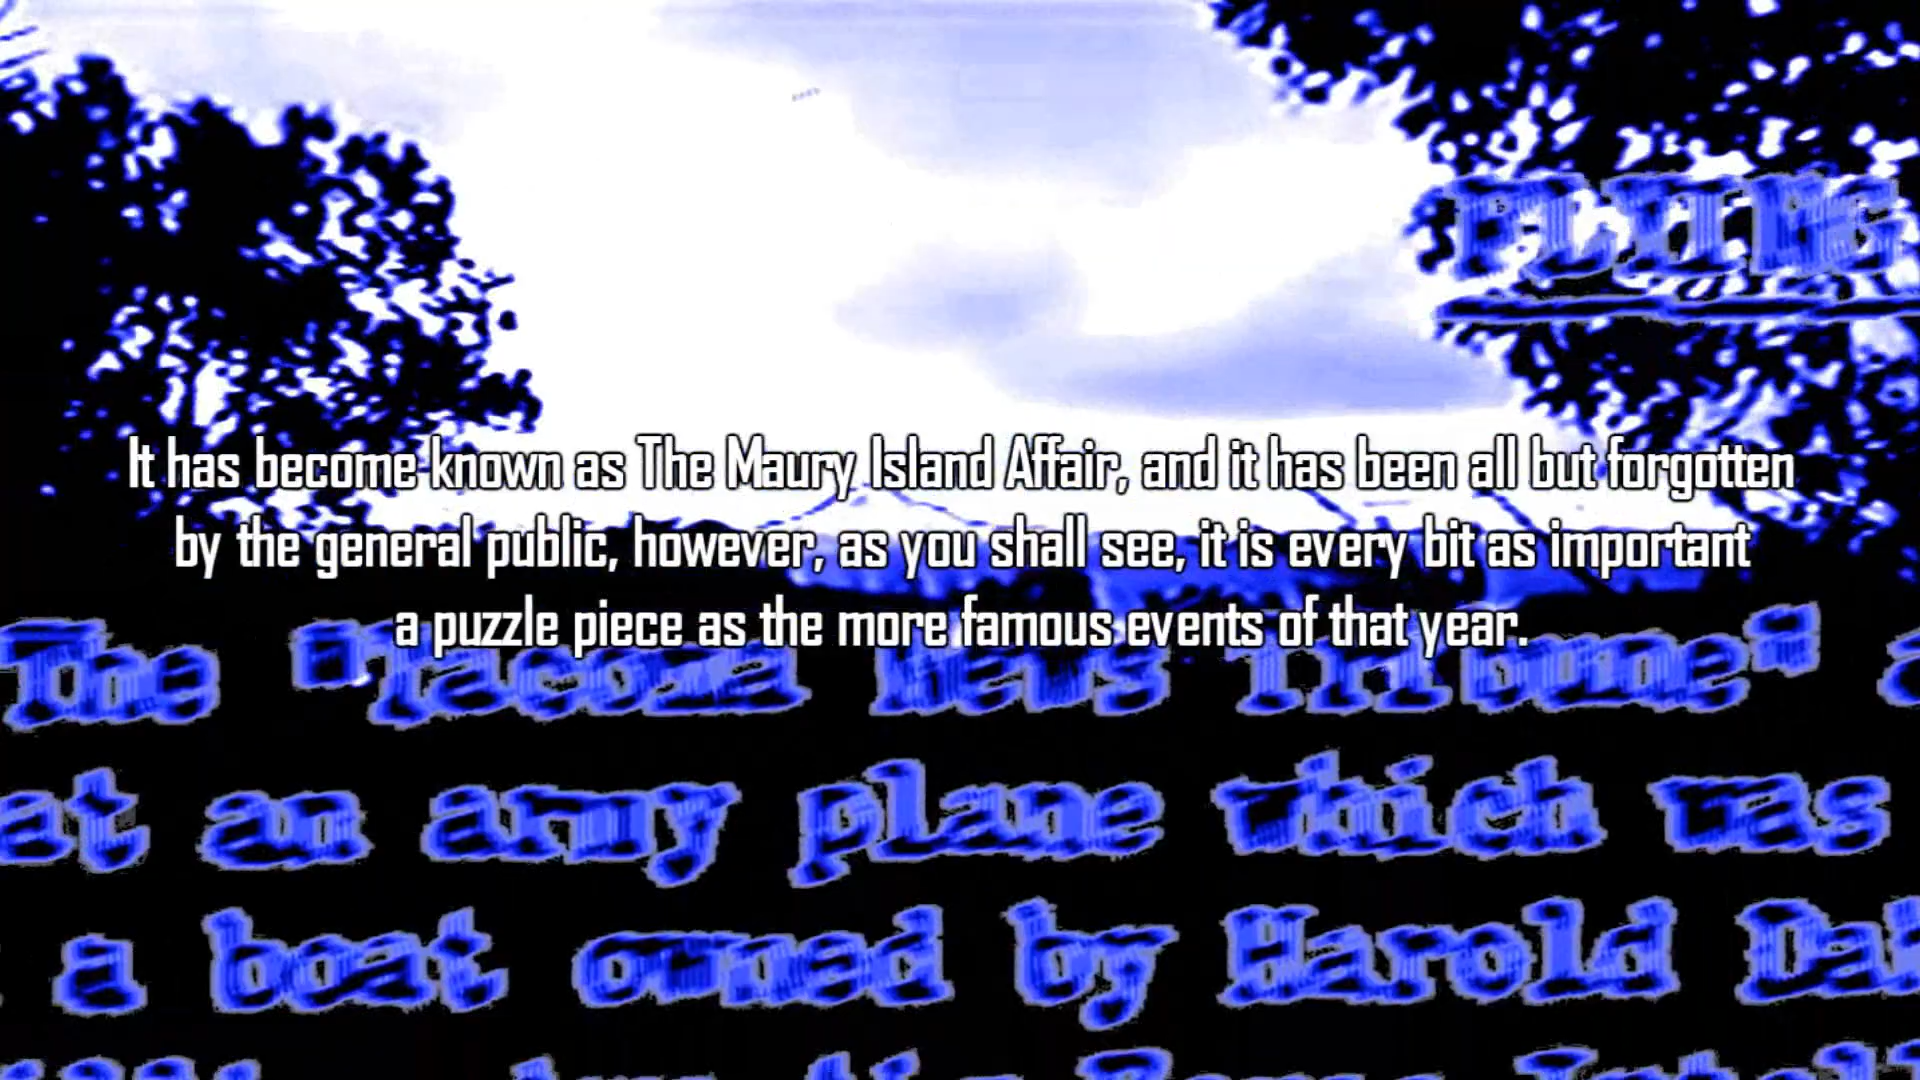 FLYING
It has become known as The Maury Island Affair, and it has been all but forgotten
by the general public, however, as you shall see, it is every bit as important
a puzzle piece as the more famous events of that year.
The "Tacoma News Tribune" a
at an army plane which was
a boat owned by Harold Dah